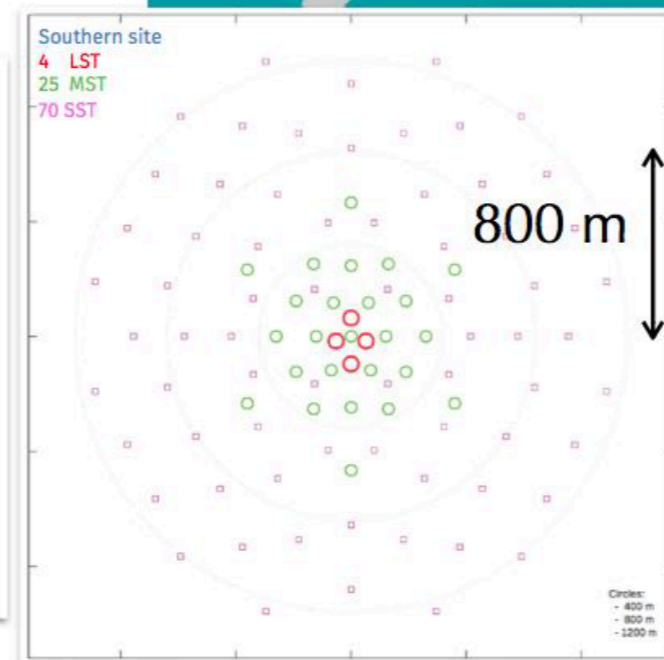 Southern site
4 LST
25 MST
70 SST
800 m
Circles:
- 400 m
- 800 m
- 1200 m